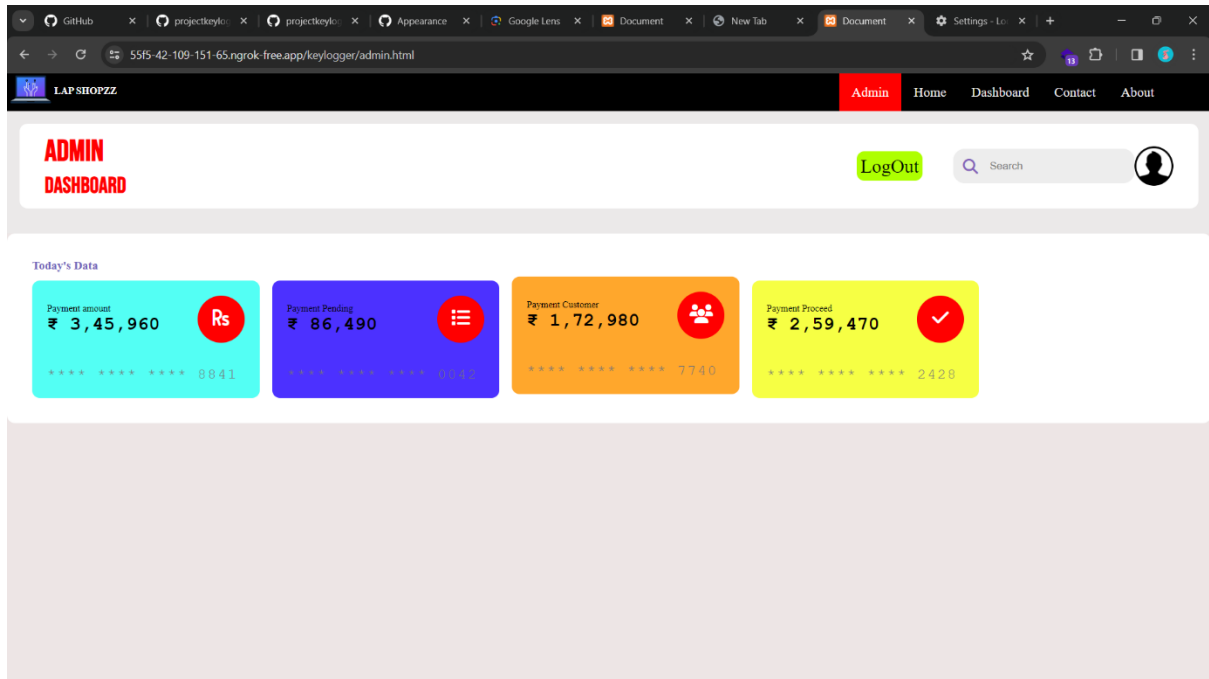 GitHub projectkeylog projectkeylog Appearance Google Lens Document New Tab Document Settings - Lo
55f5-42-109-151-65.ngrok-free.app/keylogger/admin.html
13
LAP SHOPZZ Admin Home Dashboard Contact About
ADMIN
DASHBOARD
LogOut Search
Today's Data
Payment amount
₹ 3,45,960
Rs
**** **** **** 8841
Payment Pending
₹ 86,490
**** **** **** 0042
Payment Customer
₹ 1,72,980
**** **** **** 7740
Payment Proceed
₹ 2,59,470
**** **** **** 2428